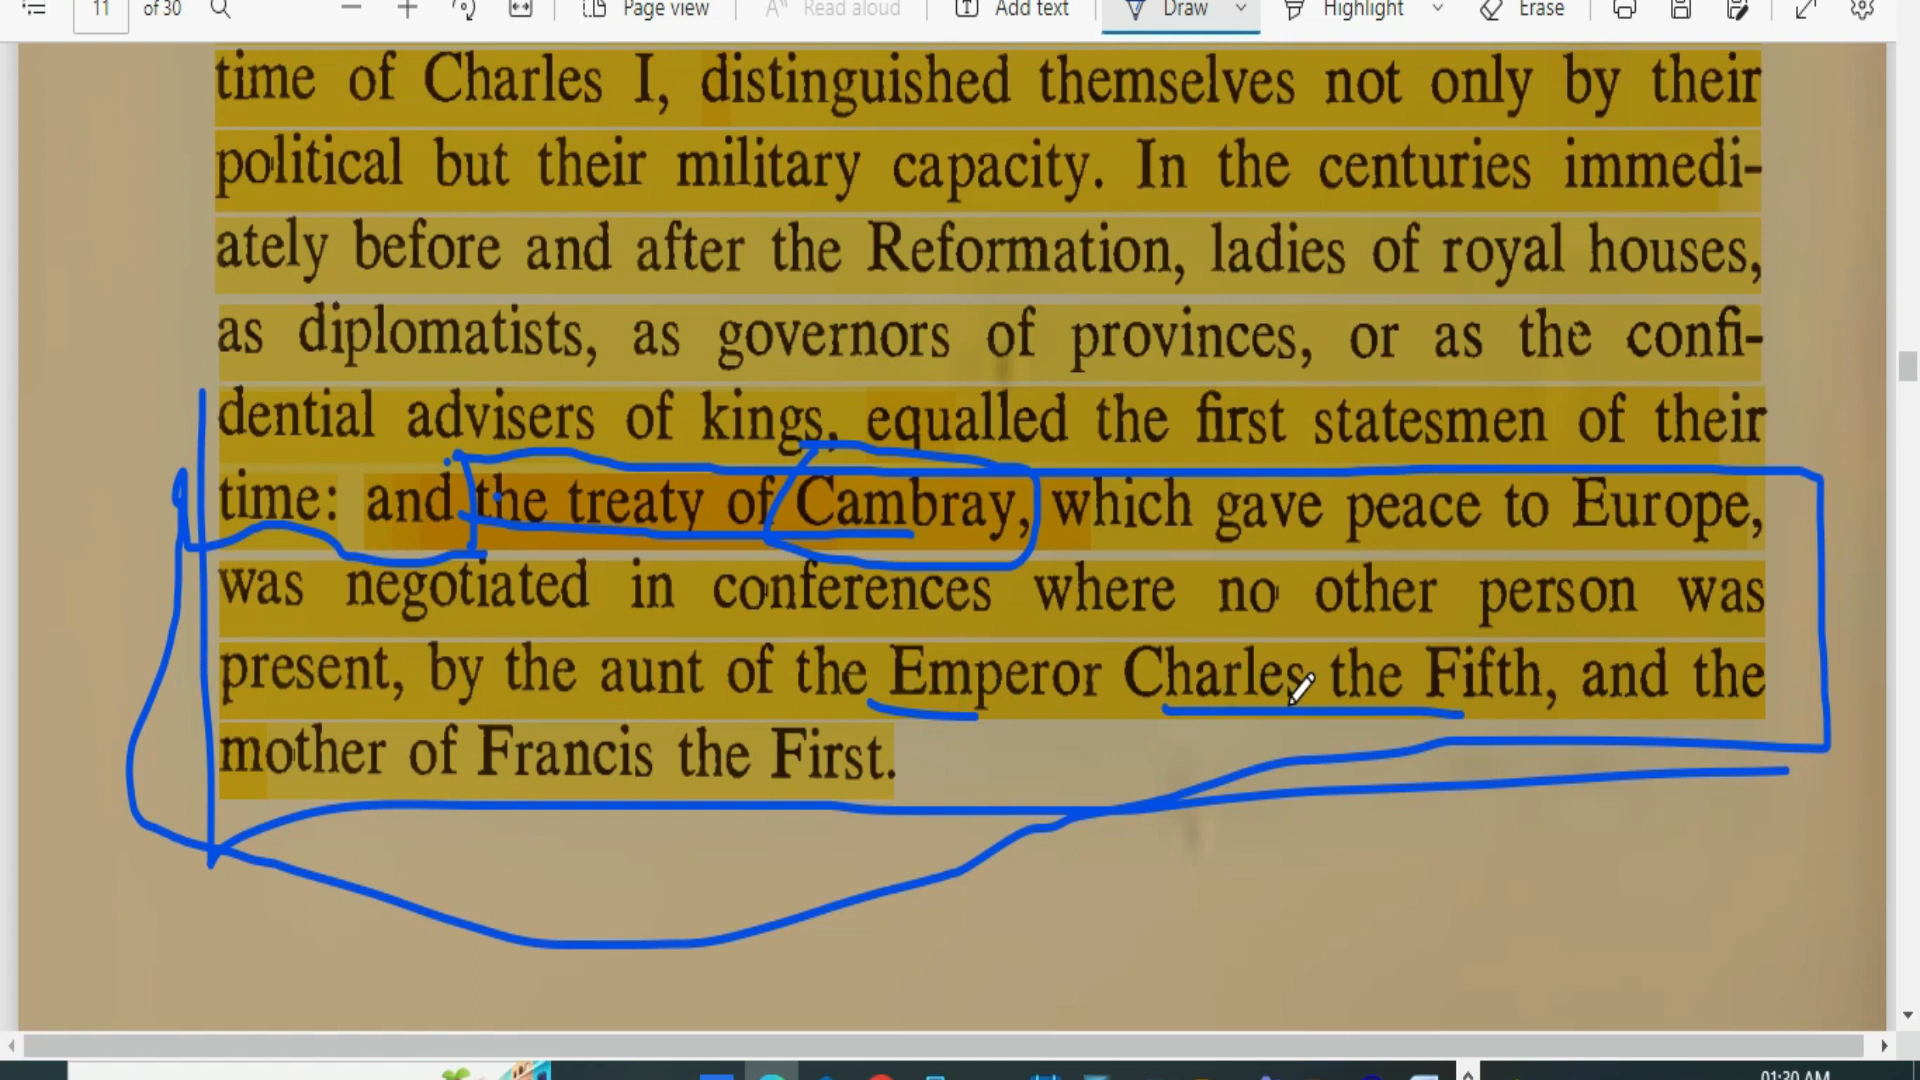 11 of 30 Page view Read aloud Add text Draw Highlight Erase
time of Charles I, distinguished themselves not only by their
political but their military capacity. In the centuries immedi-
ately before and after the Reformation, ladies of royal houses,
as diplomatists, as governors of provinces, or as the confi-
dential advisers of kings, equalled the first statesmen of their
time: and the treaty of Cambray, which gave peace to Europe,
was negotiated in conferences where no other person was
present, by the aunt of the Emperor Charles the Fifth, and the
mother of Francis the First.
01:30 AM